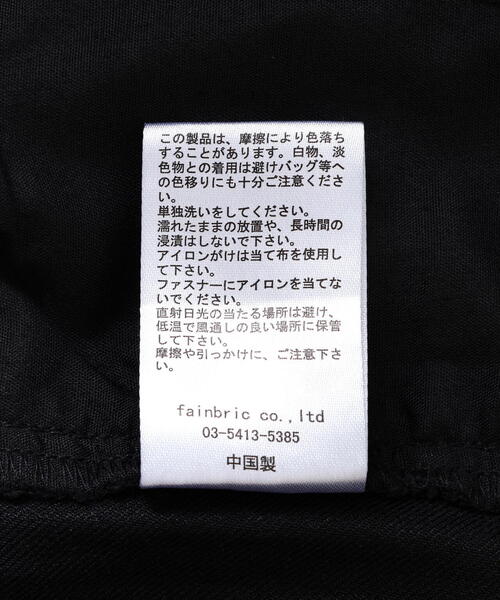 この製品は、摩擦により色落ち
することがあります。白物、淡
色物との着用は避けバッグ等へ
の色移りにも十分ご注意くださ
い。
単独洗いをしてください。
濡れたままの放置や、長時間の
浸漬はしないで下さい。
アイロンがけは当て布を使用し
て下さい。
ファスナーにアイロンを当てな
いでください。
直射日光の当たる場所は避け、
低温で風通しの良い場所に保管
して下さい。
摩擦や引っかけに、ご注意下さ
い。
fainbric co.,ltd
03-5413-5385
中国製